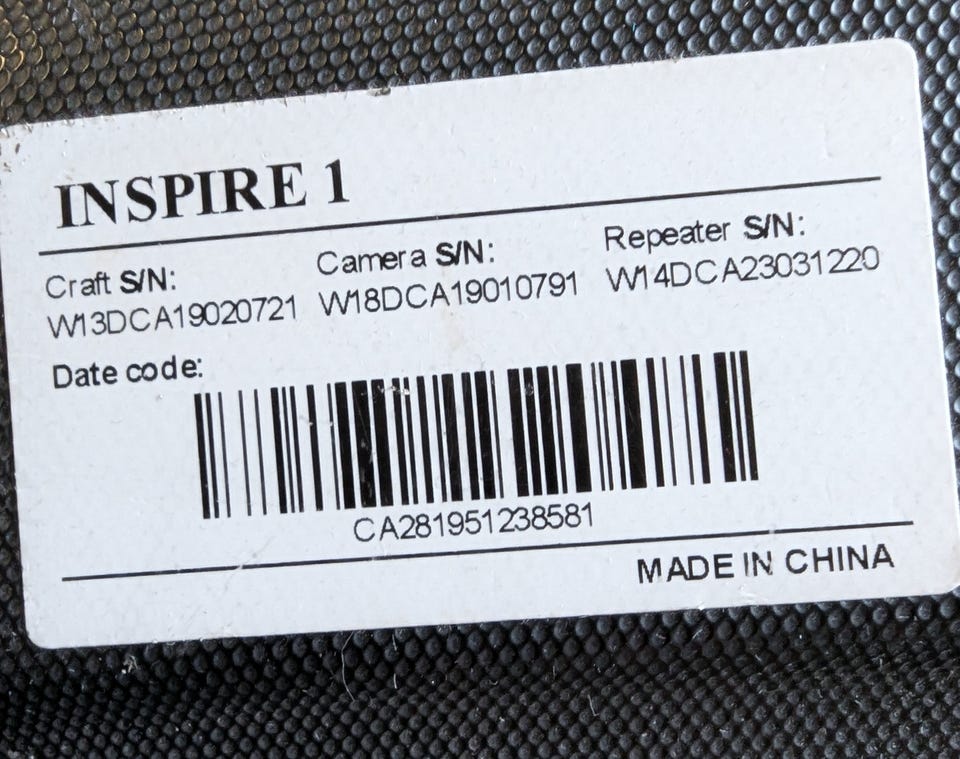 INSPIRE 1
Craft S/N: Camera S/N: Repeater S/N:
W13DCA19020721 W18DCA19010791 W14DCA23031220
Date code:
CA281951238581
MADE IN CHINA